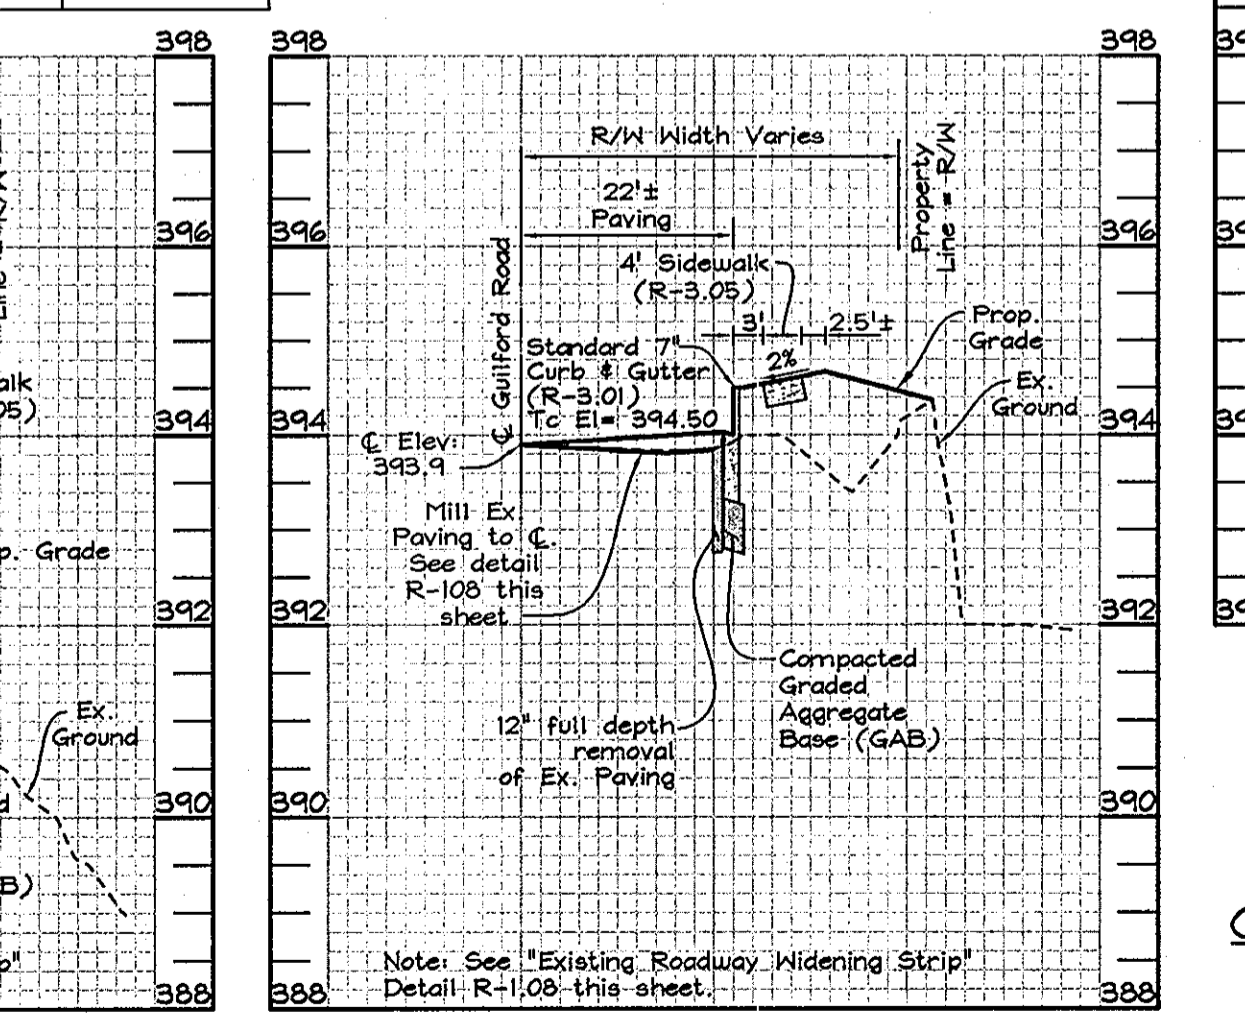 398
396
394
392
390
388
alk
05)
p. Grade
Ex.
Ground
B)
398
396
394
392
390
388
R/W Width Varies
22'±
Paving
Property
Line = R/W
℄ Guilford Road
4' Sidewalk
(R-3.05)
3'
2.5'±
2%
Standard 7"
Curb & Gutter
(R-3.01)
Tc El= 394.50
Prop.
Grade
Ex.
Ground
℄ Elev:
393.9
Mill Ex
Paving to ℄.
See detail
R-108 this
sheet
12" full depth
removal
of Ex. Paving
Compacted
Graded
Aggregate
Base (GAB)
Note: See "Existing Roadway Widening Strip"
Detail R-1.08 this sheet.
398
396
394
392
390
388